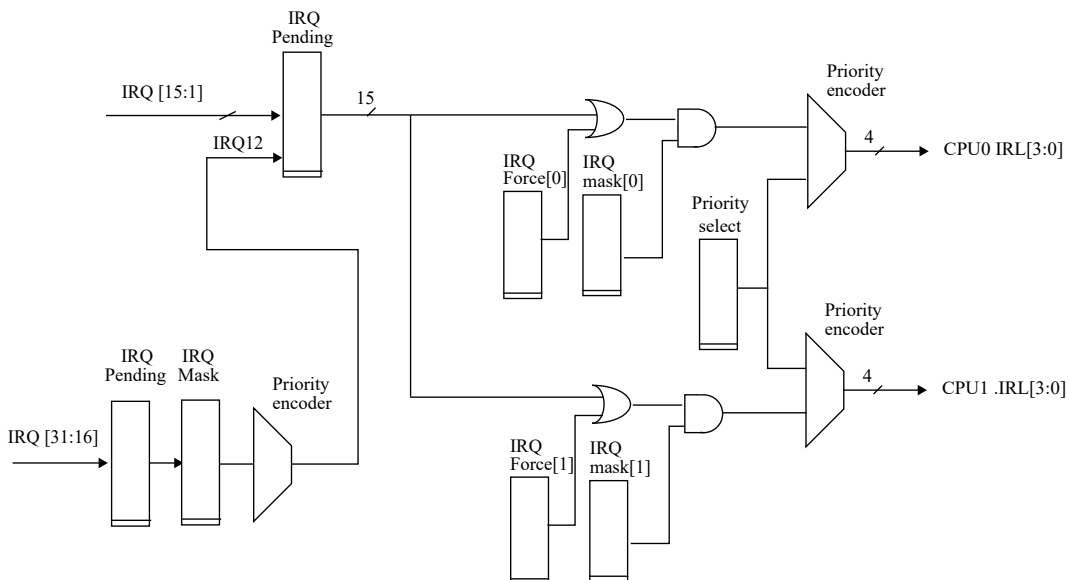 IRQ
Pending
IRQ [15:1]
15
IRQ12
Priority
encoder
4
CPU0 IRL[3:0]
IRQ
Force[0]
IRQ
mask[0]
Priority
select
Priority
encoder
4
CPU1 .IRL[3:0]
IRQ
Pending
IRQ
Mask
Priority
encoder
IRQ [31:16]
IRQ
Force[1]
IRQ
mask[1]